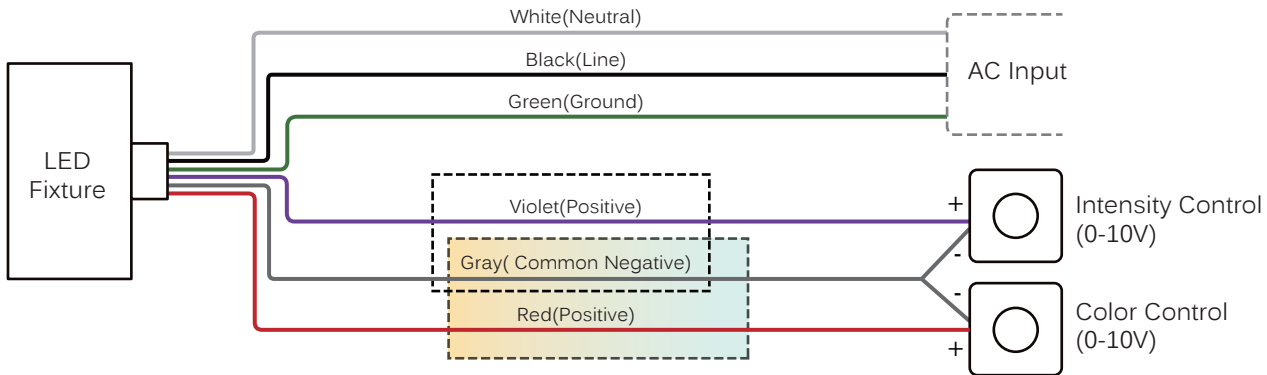 White(Neutral)
Black(Line)
AC Input
Green(Ground)
LED
Fixture
Violet(Positive)
+
Intensity Control
(0-10V)
-
Gray( Common Negative)
-
Red(Positive)
Color Control
(0-10V)
+